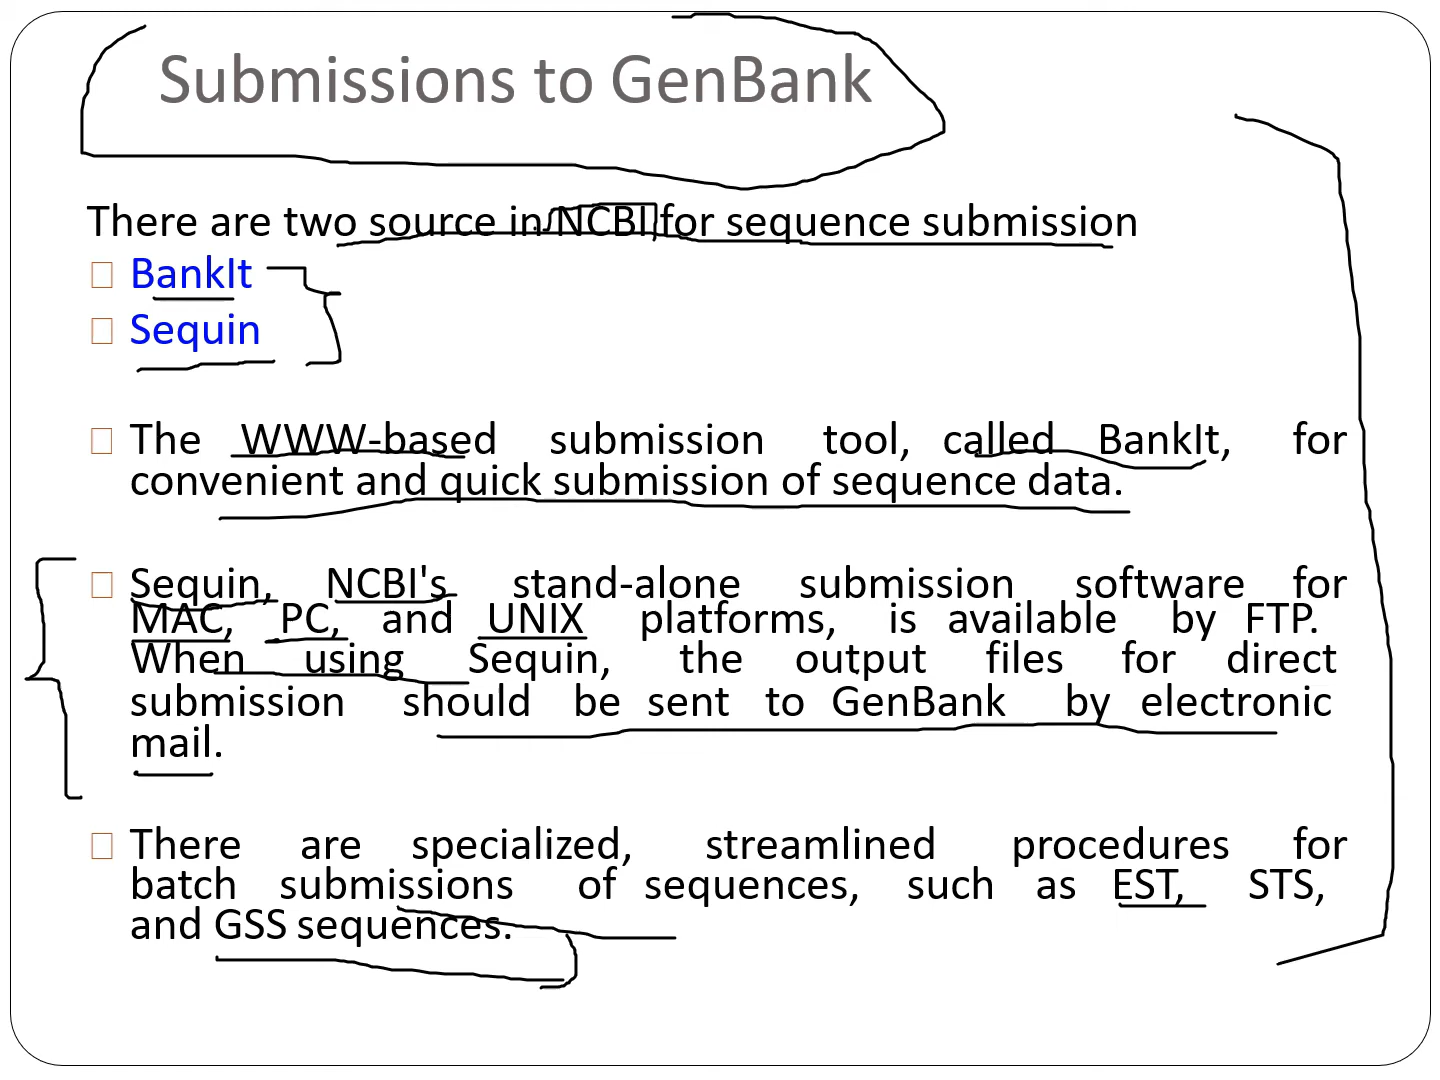 Submissions to GenBank
There are two source in NCBI for sequence submission
BankIt
Sequin
The WWW-based submission tool, called BankIt, for
convenient and quick submission of sequence data.
Sequin, NCBI's stand-alone submission software for
MAC, PC, and UNIX platforms, is available by FTP.
When using Sequin, the output files for direct
submission should be sent to GenBank by electronic
mail.
There are specialized, streamlined procedures for
batch submissions of sequences, such as EST, STS,
and GSS sequences.